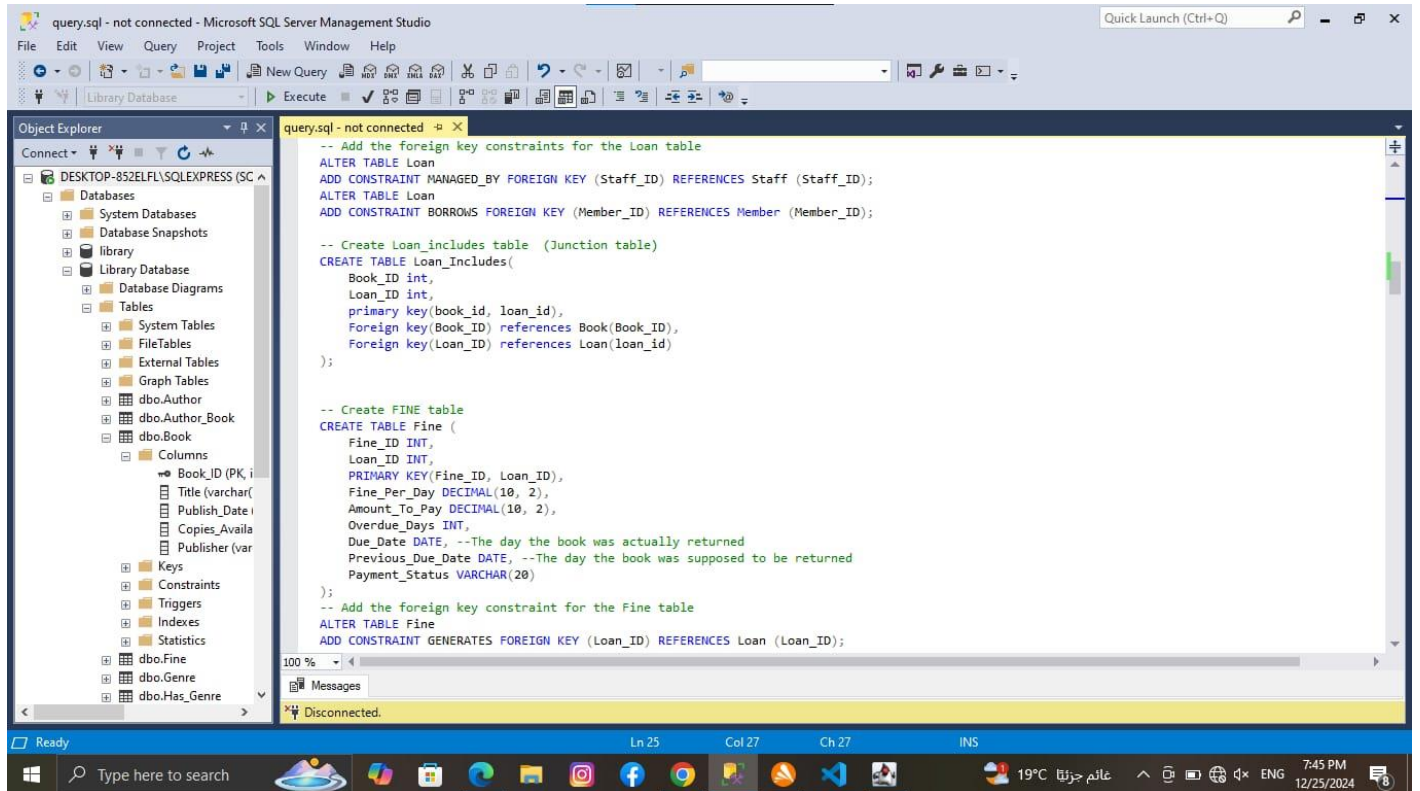 query.sql - not connected - Microsoft SQL Server Management Studio
Quick Launch (Ctrl+Q)
File Edit View Query Project Tools Window Help
New Query MDX DMX XMLA DAX
Library Database Execute
Object Explorer
Connect
DESKTOP-852ELFL\SQLEXPRESS (SC
Databases
System Databases
Database Snapshots
library
Library Database
Database Diagrams
Tables
System Tables
FileTables
External Tables
Graph Tables
dbo.Author
dbo.Author_Book
dbo.Book
Columns
Book_ID (PK, i
Title (varchar(
Publish_Date (
Copies_Availa
Publisher (var
Keys
Constraints
Triggers
Indexes
Statistics
dbo.Fine
dbo.Genre
dbo.Has_Genre
query.sql - not connected
-- Add the foreign key constraints for the Loan table
ALTER TABLE Loan
ADD CONSTRAINT MANAGED_BY FOREIGN KEY (Staff_ID) REFERENCES Staff (Staff_ID);
ALTER TABLE Loan
ADD CONSTRAINT BORROWS FOREIGN KEY (Member_ID) REFERENCES Member (Member_ID);
-- Create Loan_includes table (Junction table)
CREATE TABLE Loan_Includes(
Book_ID int,
Loan_ID int,
primary key(book_id, loan_id),
Foreign key(Book_ID) references Book(Book_ID),
Foreign key(Loan_ID) references Loan(loan_id)
);
-- Create FINE table
CREATE TABLE Fine (
Fine_ID INT,
Loan_ID INT,
PRIMARY KEY(Fine_ID, Loan_ID),
Fine_Per_Day DECIMAL(10, 2),
Amount_To_Pay DECIMAL(10, 2),
Overdue_Days INT,
Due_Date DATE, --The day the book was actually returned
Previous_Due_Date DATE, --The day the book was supposed to be returned
Payment_Status VARCHAR(20)
);
-- Add the foreign key constraint for the Fine table
ALTER TABLE Fine
ADD CONSTRAINT GENERATES FOREIGN KEY (Loan_ID) REFERENCES Loan (Loan_ID);
100 %
Messages
Disconnected.
Ready Ln 25 Col 27 Ch 27 INS
Type here to search
19°C غائم جزئيًا
ENG
7:45 PM
12/25/2024
8